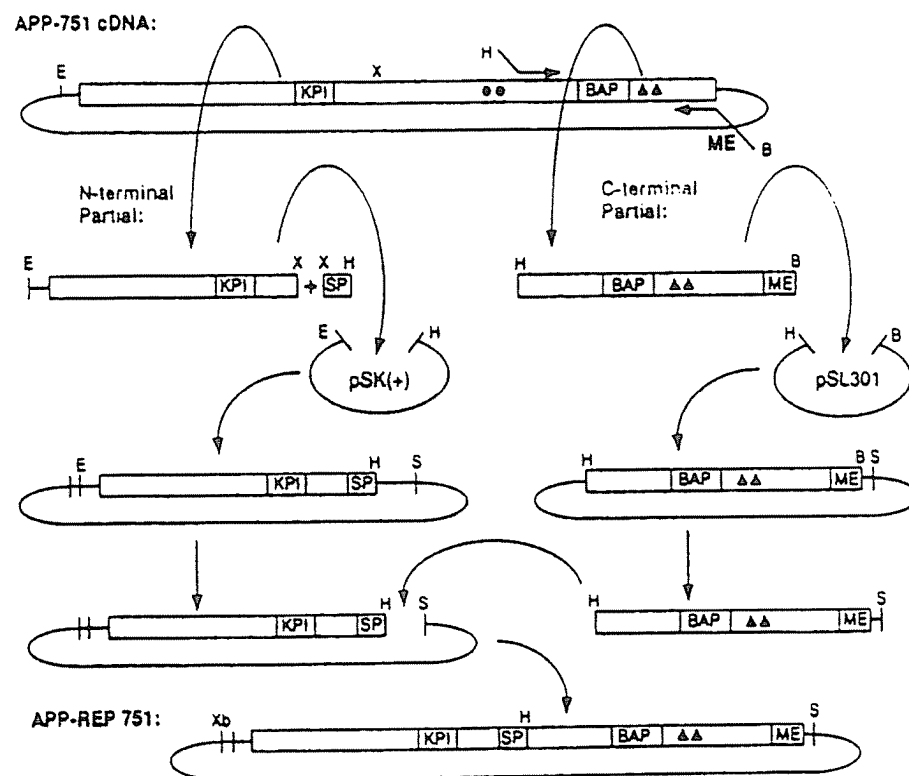 APP-751 cDNA:
H
E
X
KPI
BAP
ME
B
N-terminal
Partial:
C-terminal
Partial:
E
X
X
H
KPI
+
SP
H
B
BAP
ME
E
H
pSK(+)
H
B
pSL301
E
H
S
KPI
SP
H
B S
BAP
ME
H
S
KPI
SP
H
S
BAP
ME
APP-REP 751:
Xb
H
S
KPI
SP
BAP
ME